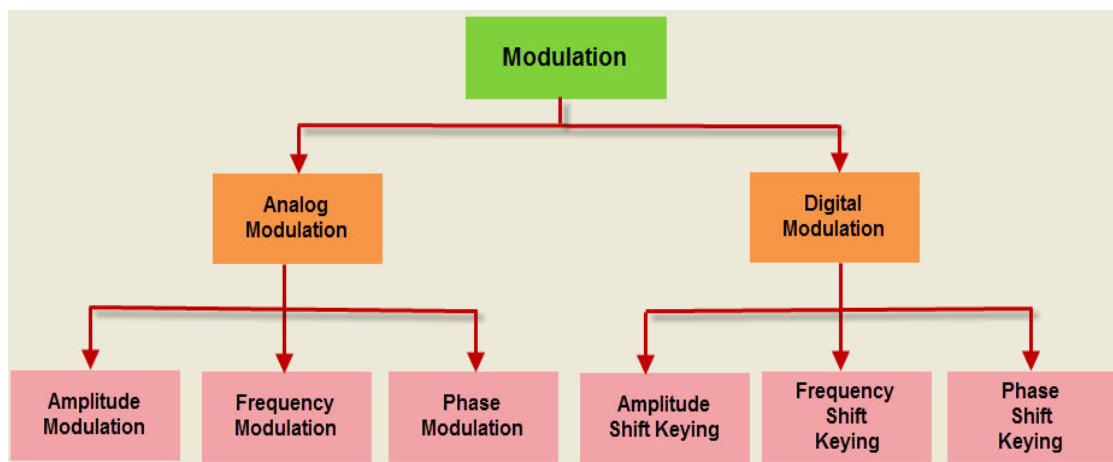 Modulation
Analog
Modulation
Digital
Modulation
Amplitude
Modulation
Frequency
Modulation
Phase
Modulation
Amplitude
Shift Keying
Frequency
Shift
Keying
Phase
Shift
Keying